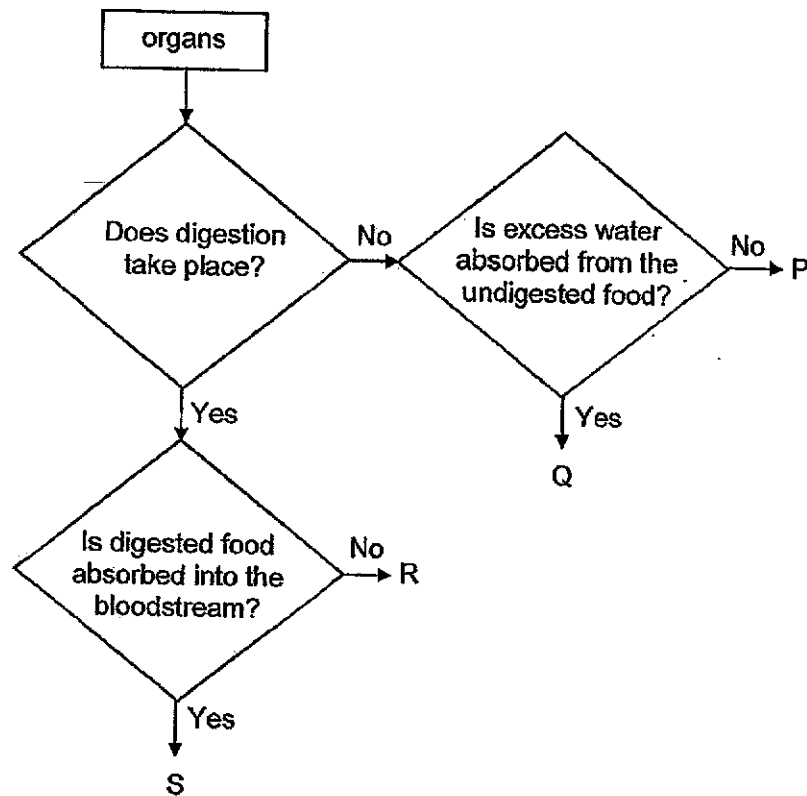 organs
Does digestion
take place?
No
Is excess water
absorbed from the
undigested food?
No
P
Yes
Yes
Q
Is digested food
absorbed into the
bloodstream?
No
R
Yes
S